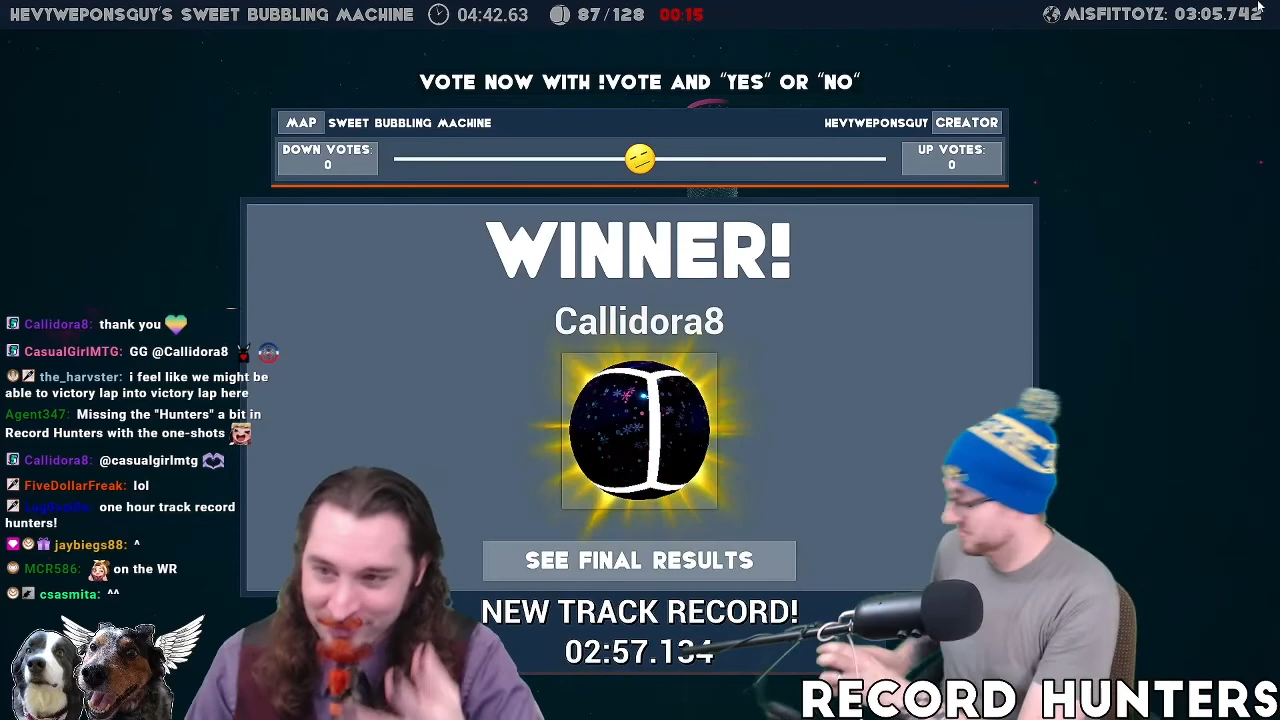 HEVYWEPONSGUY'S SWEET BUBBLING MACHINE 04:42.63 87/128 00:15 MISFITTOYZ: 03:05.742
VOTE NOW WITH !VOTE AND "YES" OR "NO"
MAP SWEET BUBBLING MACHINE HEVYWEPONSGUY CREATOR
DOWN VOTES: 0
UP VOTES: 0
WINNER!
Callidora8
SEE FINAL RESULTS
NEW TRACK RECORD!
02:57.134
Callidora8: thank you
CasualGirlMTG: GG @Callidora8
the_harvster: i feel like we might be
able to victory lap into victory lap here
Agent347: Missing the "Hunters" a bit in
Record Hunters with the one-shots
Callidora8: @casualgirlmtg
FiveDollarFreak: lol
one hour track record
hunters!
jaybiegs88: ^
MCR586: on the WR
csasmita: ^^
RECORD HUNTERS